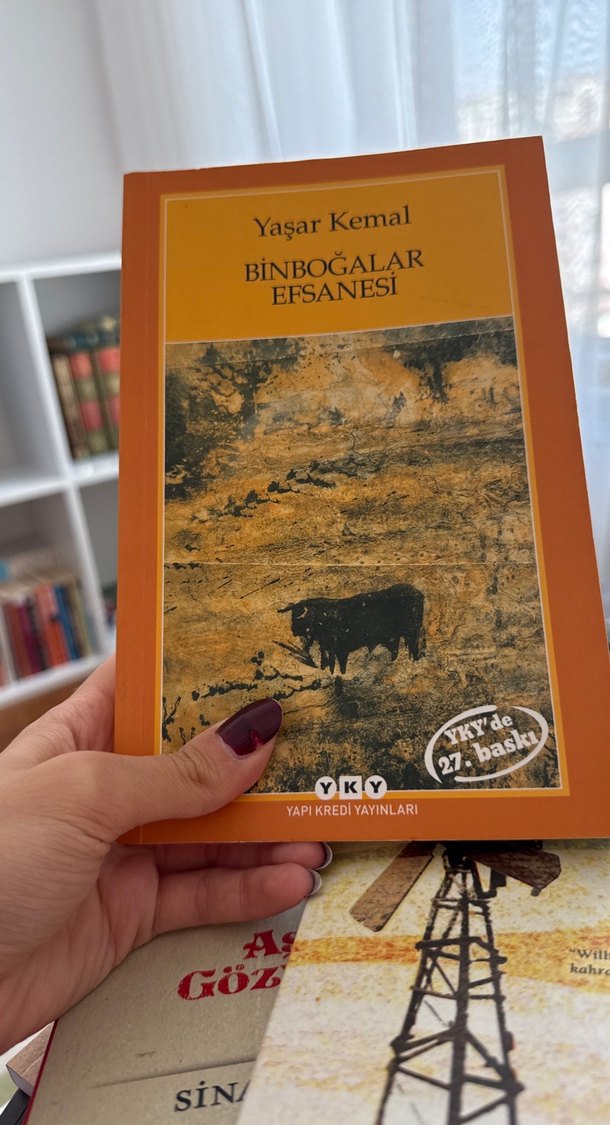 Yaşar Kemal
BİNBOĞALAR
EFSANESİ
YKY'de
27. baskı
YKY
YAPI KREDİ YAYINLARI